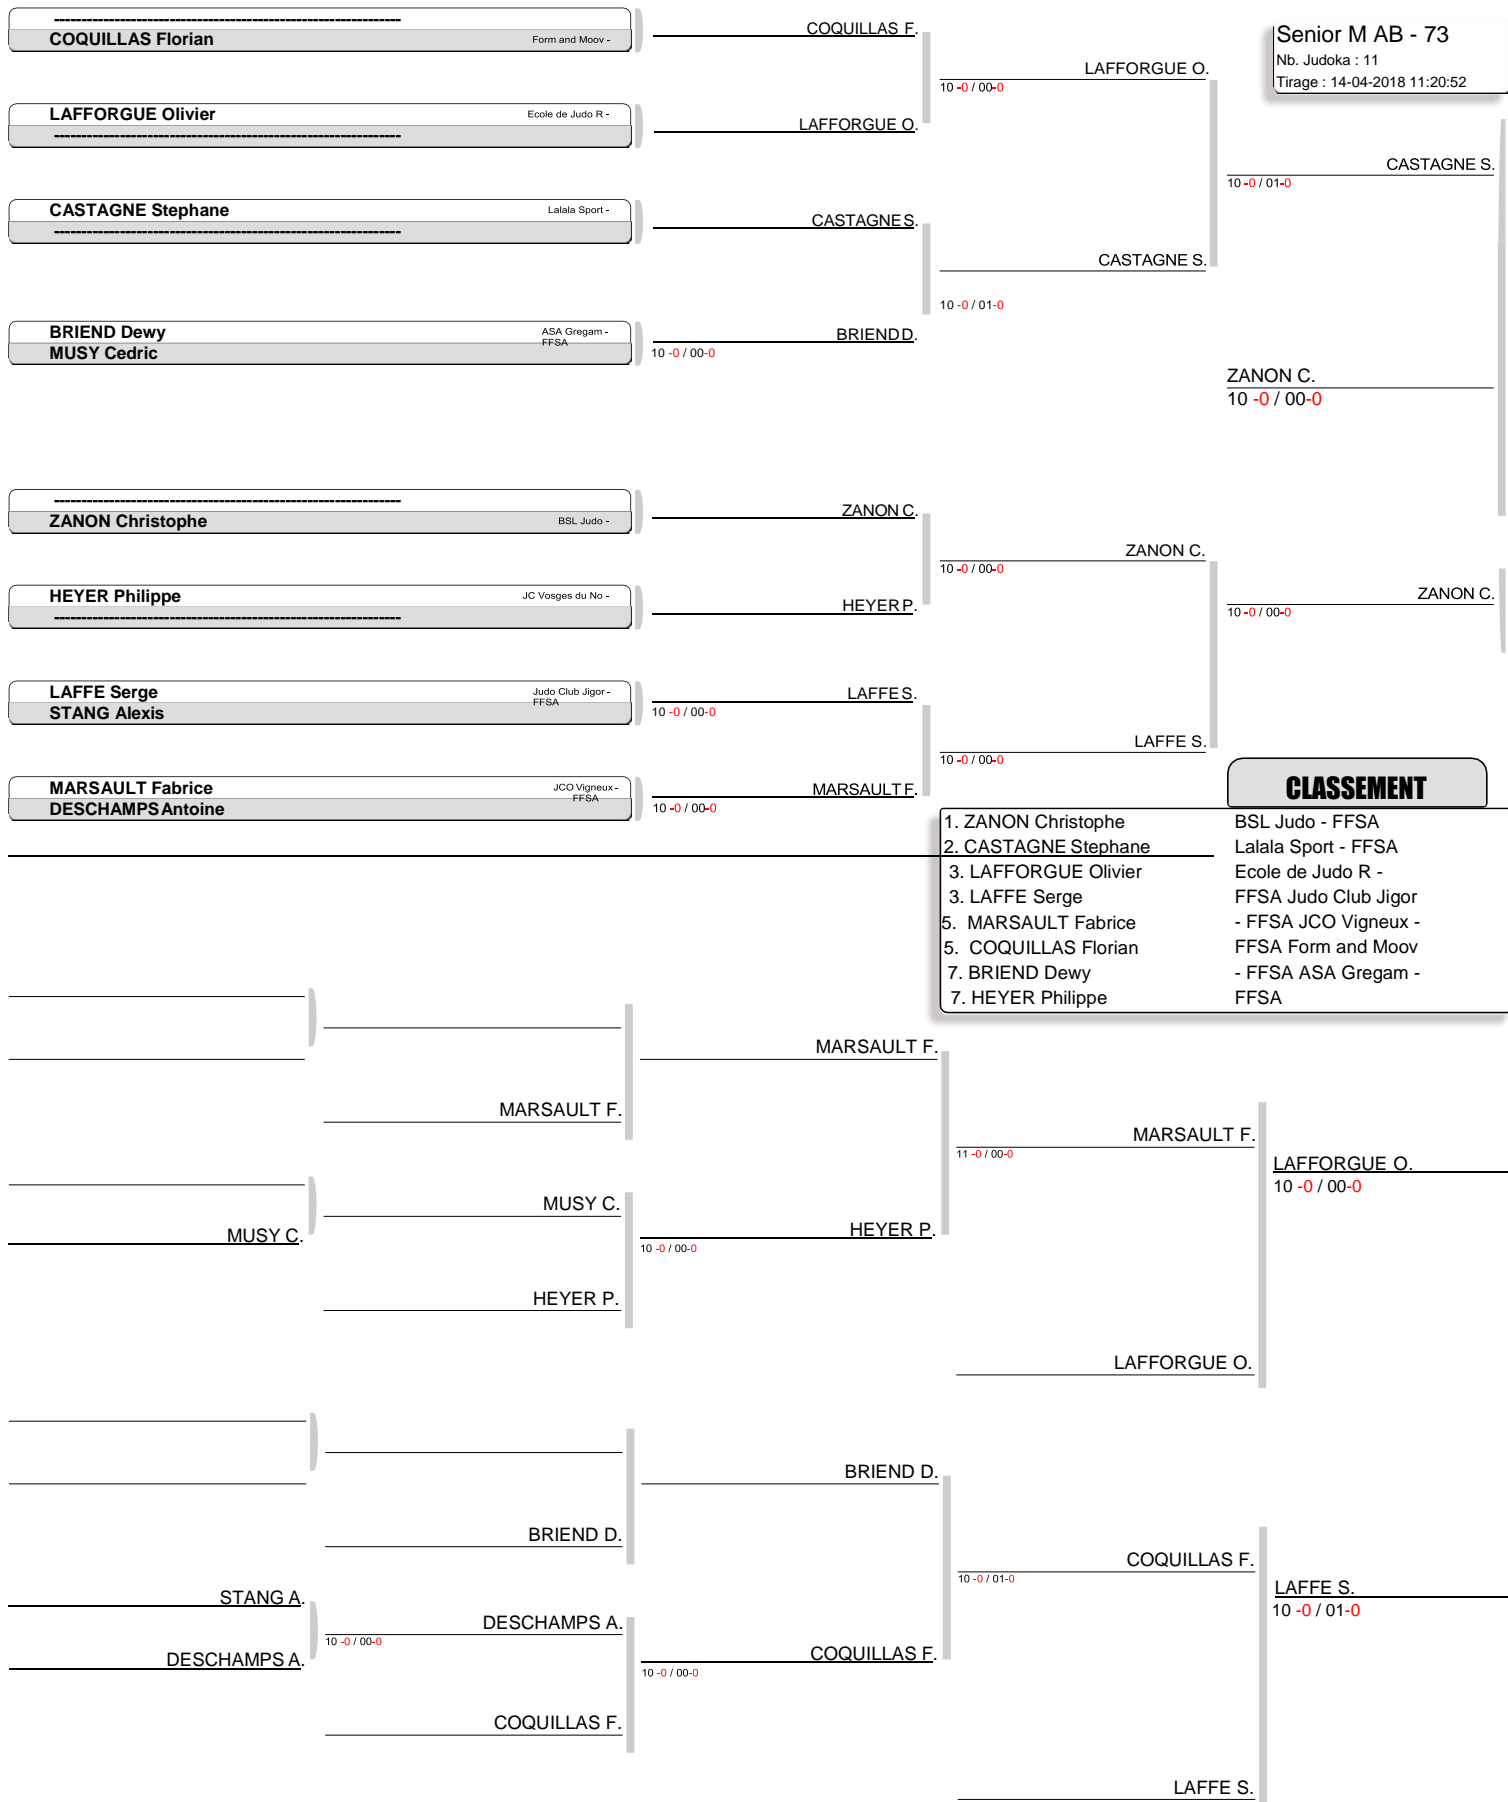 ----------------------------------------------------------------
COQUILLAS Florian Form and Moov -
COQUILLAS F.
LAFFORGUE O.
10 -0 / 00-0
Senior M AB - 73
Nb. Judoka : 11
Tirage : 14-04-2018 11:20:52
LAFFORGUE Olivier Ecole de Judo R -
----------------------------------------------------------------
LAFFORGUE O.
CASTAGNE S.
10 -0 / 01-0
CASTAGNE Stephane Lalala Sport -
----------------------------------------------------------------
CASTAGNE S.
CASTAGNE S.
10 -0 / 01-0
BRIEND Dewy ASA Gregam -
FFSA
MUSY Cedric
BRIEND D.
10 -0 / 00-0
ZANON C.
10 -0 / 00-0
----------------------------------------------------------------
ZANON Christophe BSL Judo -
ZANON C.
ZANON C.
10 -0 / 00-0
HEYER Philippe JC Vosges du No -
----------------------------------------------------------------
HEYER P.
ZANON C.
10 -0 / 00-0
LAFFE Serge Judo Club Jigor -
FFSA
STANG Alexis
LAFFE S.
10 -0 / 00-0
LAFFE S.
10 -0 / 00-0
MARSAULT Fabrice JCO Vigneux -
FFSA
DESCHAMPS Antoine
MARSAULT F.
10 -0 / 00-0
CLASSEMENT
1. ZANON Christophe BSL Judo - FFSA
2. CASTAGNE Stephane Lalala Sport - FFSA
3. LAFFORGUE Olivier Ecole de Judo R -
3. LAFFE Serge FFSA Judo Club Jigor
5. MARSAULT Fabrice - FFSA JCO Vigneux -
5. COQUILLAS Florian FFSA Form and Moov
7. BRIEND Dewy - FFSA ASA Gregam -
7. HEYER Philippe FFSA
MARSAULT F.
MARSAULT F.
MARSAULT F.
11 -0 / 00-0
LAFFORGUE O.
10 -0 / 00-0
MUSY C.
MUSY C.
HEYER P.
10 -0 / 00-0
HEYER P.
LAFFORGUE O.
BRIEND D.
BRIEND D.
COQUILLAS F.
10 -0 / 01-0
LAFFE S.
10 -0 / 01-0
STANG A.
DESCHAMPS A.
10 -0 / 00-0
DESCHAMPS A.
COQUILLAS F.
10 -0 / 00-0
COQUILLAS F.
LAFFE S.